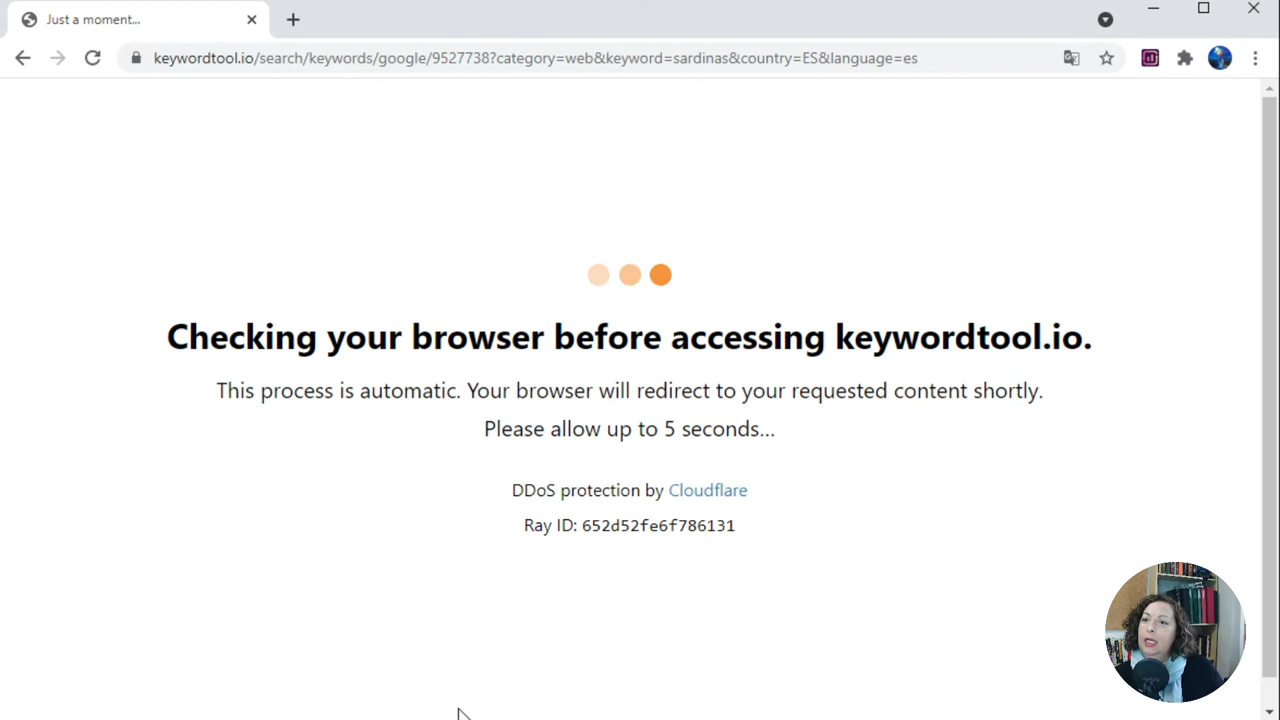 Just a moment...
keywordtool.io/search/keywords/google/9527738?category=web&keyword=sardinas&country=ES&language=es
Checking your browser before accessing keywordtool.io.
This process is automatic. Your browser will redirect to your requested content shortly.
Please allow up to 5 seconds...
DDoS protection by Cloudflare
Ray ID: 652d52fe6f786131